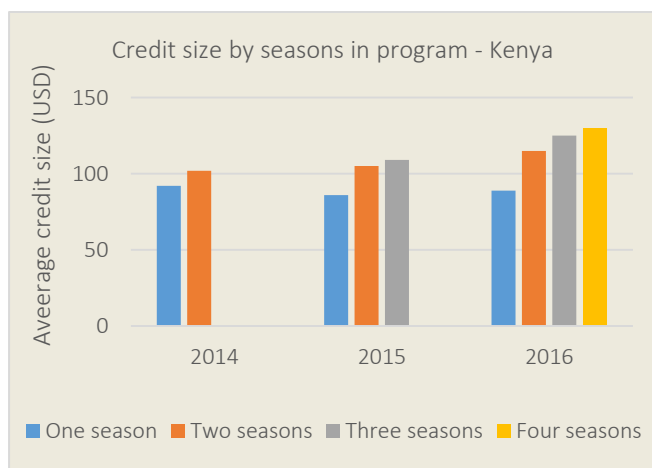 Credit size by seasons in program - Kenya
Aveerage credit size (USD)
150
100
50
0
2014 2015 2016
One season Two seasons Three seasons Four seasons